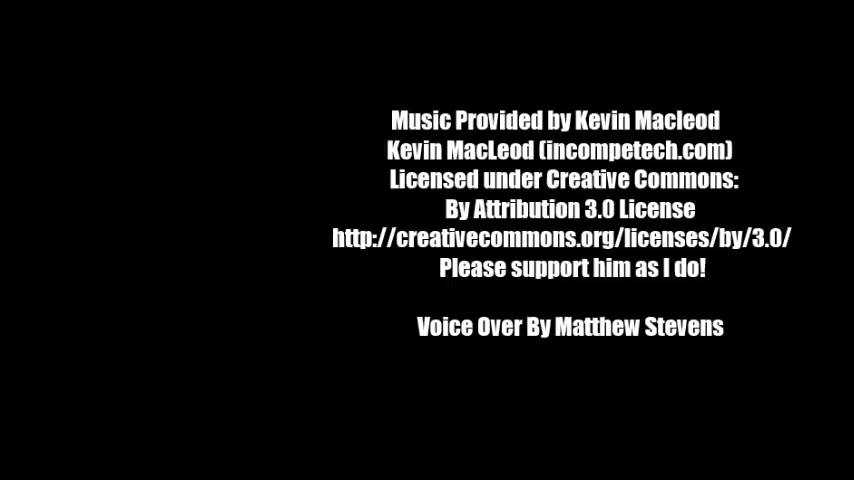 Music Provided by Kevin Macleod
Kevin MacLeod (incompetech.com)
Licensed under Creative Commons:
By Attribution 3.0 License
http://creativecommons.org/licenses/by/3.0/
Please support him as I do!
Voice Over By Matthew Stevens